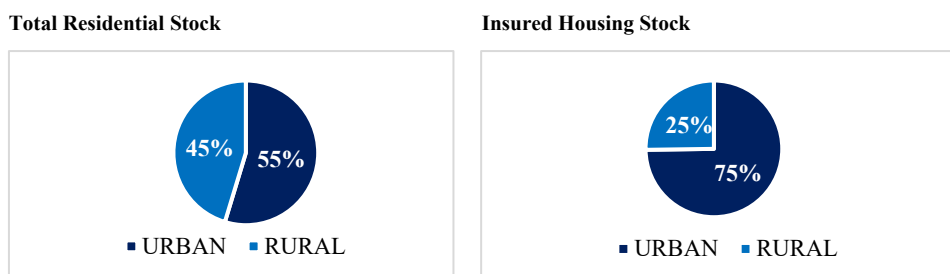 Total Residential Stock
45%
55%
URBAN RURAL
Insured Housing Stock
25%
75%
URBAN RURAL